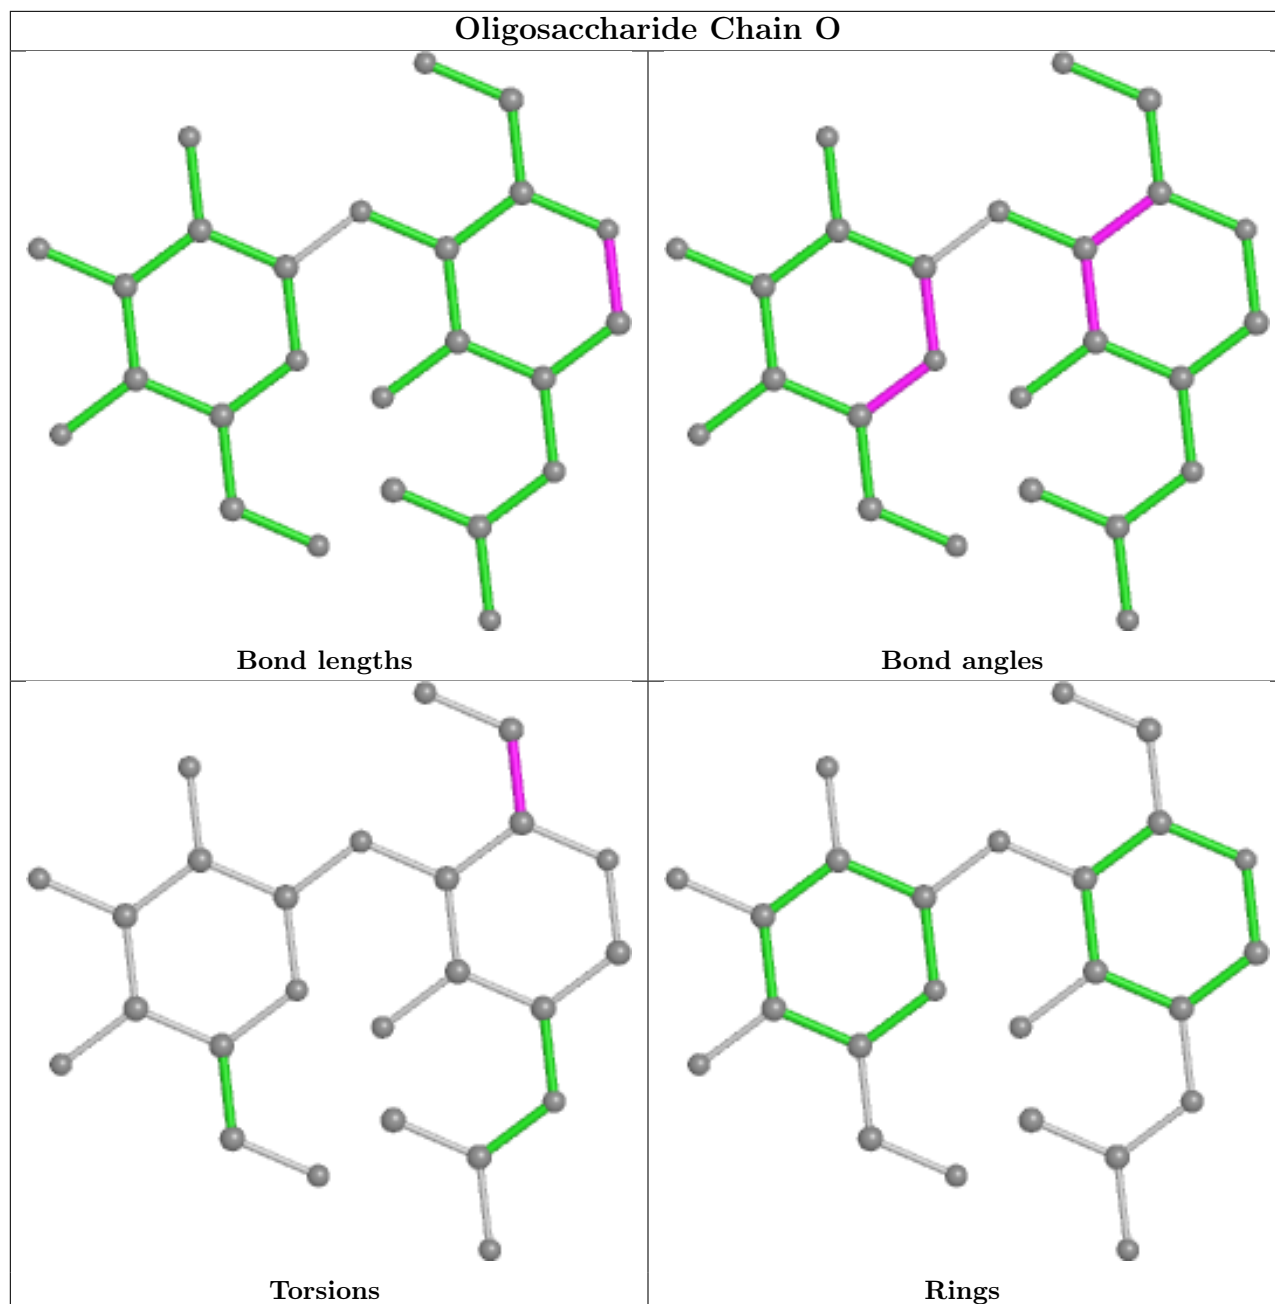 Oligosaccharide Chain O
Bond lengths
Bond angles
Torsions
Rings